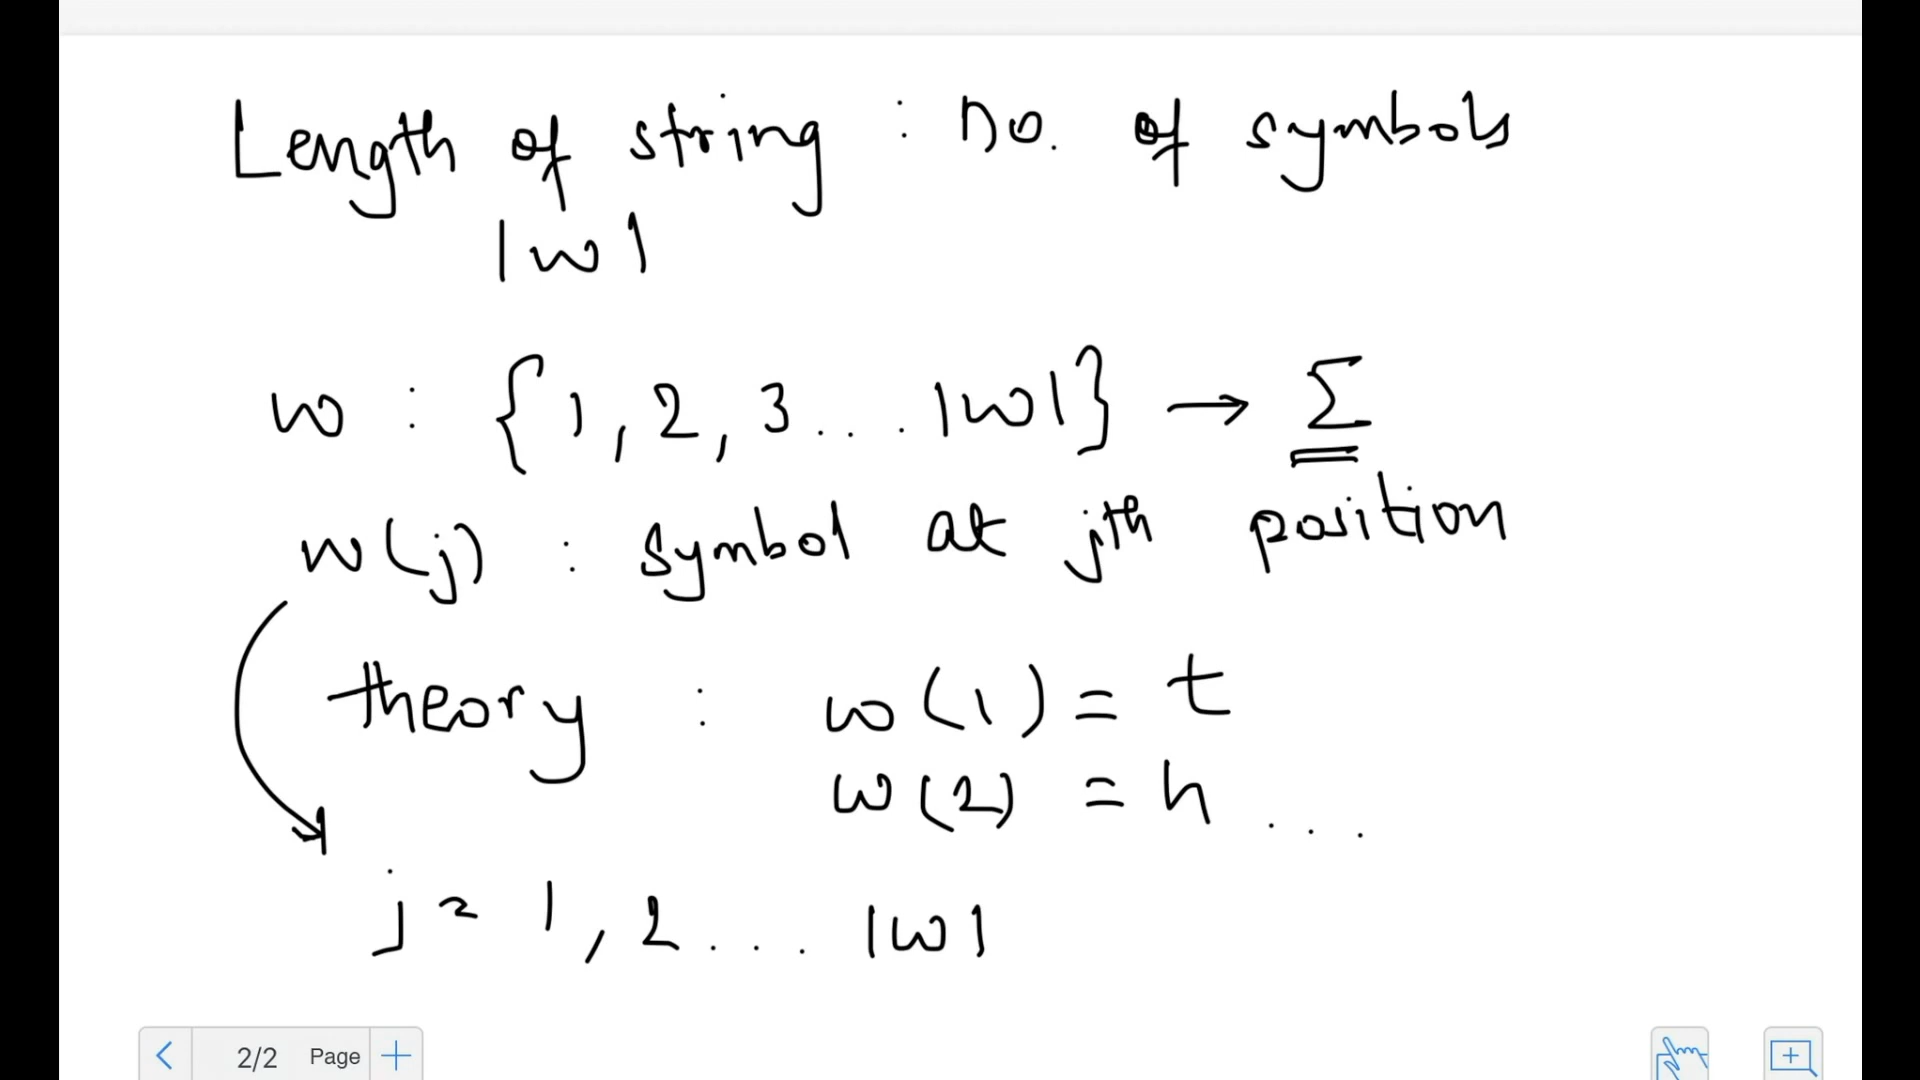 Length of string : no. of symbols
|w|
w : {1, 2, 3 . . . |w|} → Σ
w(j) : symbol at jth position
theory : w(1) = t
w(2) = h . . .
j = 1, 2 . . . |w|
2/2 Page